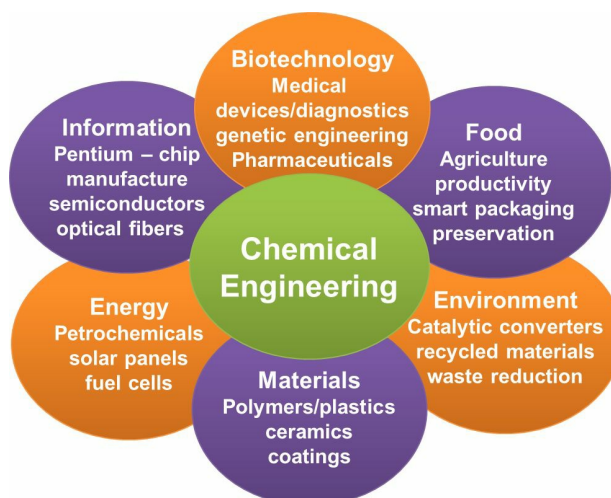 Biotechnology
Medical
devices/diagnostics
genetic engineering
Pharmaceuticals
Information
Pentium – chip
manufacture
semiconductors
optical fibers
Food
Agriculture
productivity
smart packaging
preservation
Chemical
Engineering
Energy
Petrochemicals
solar panels
fuel cells
Environment
Catalytic converters
recycled materials
waste reduction
Materials
Polymers/plastics
ceramics
coatings